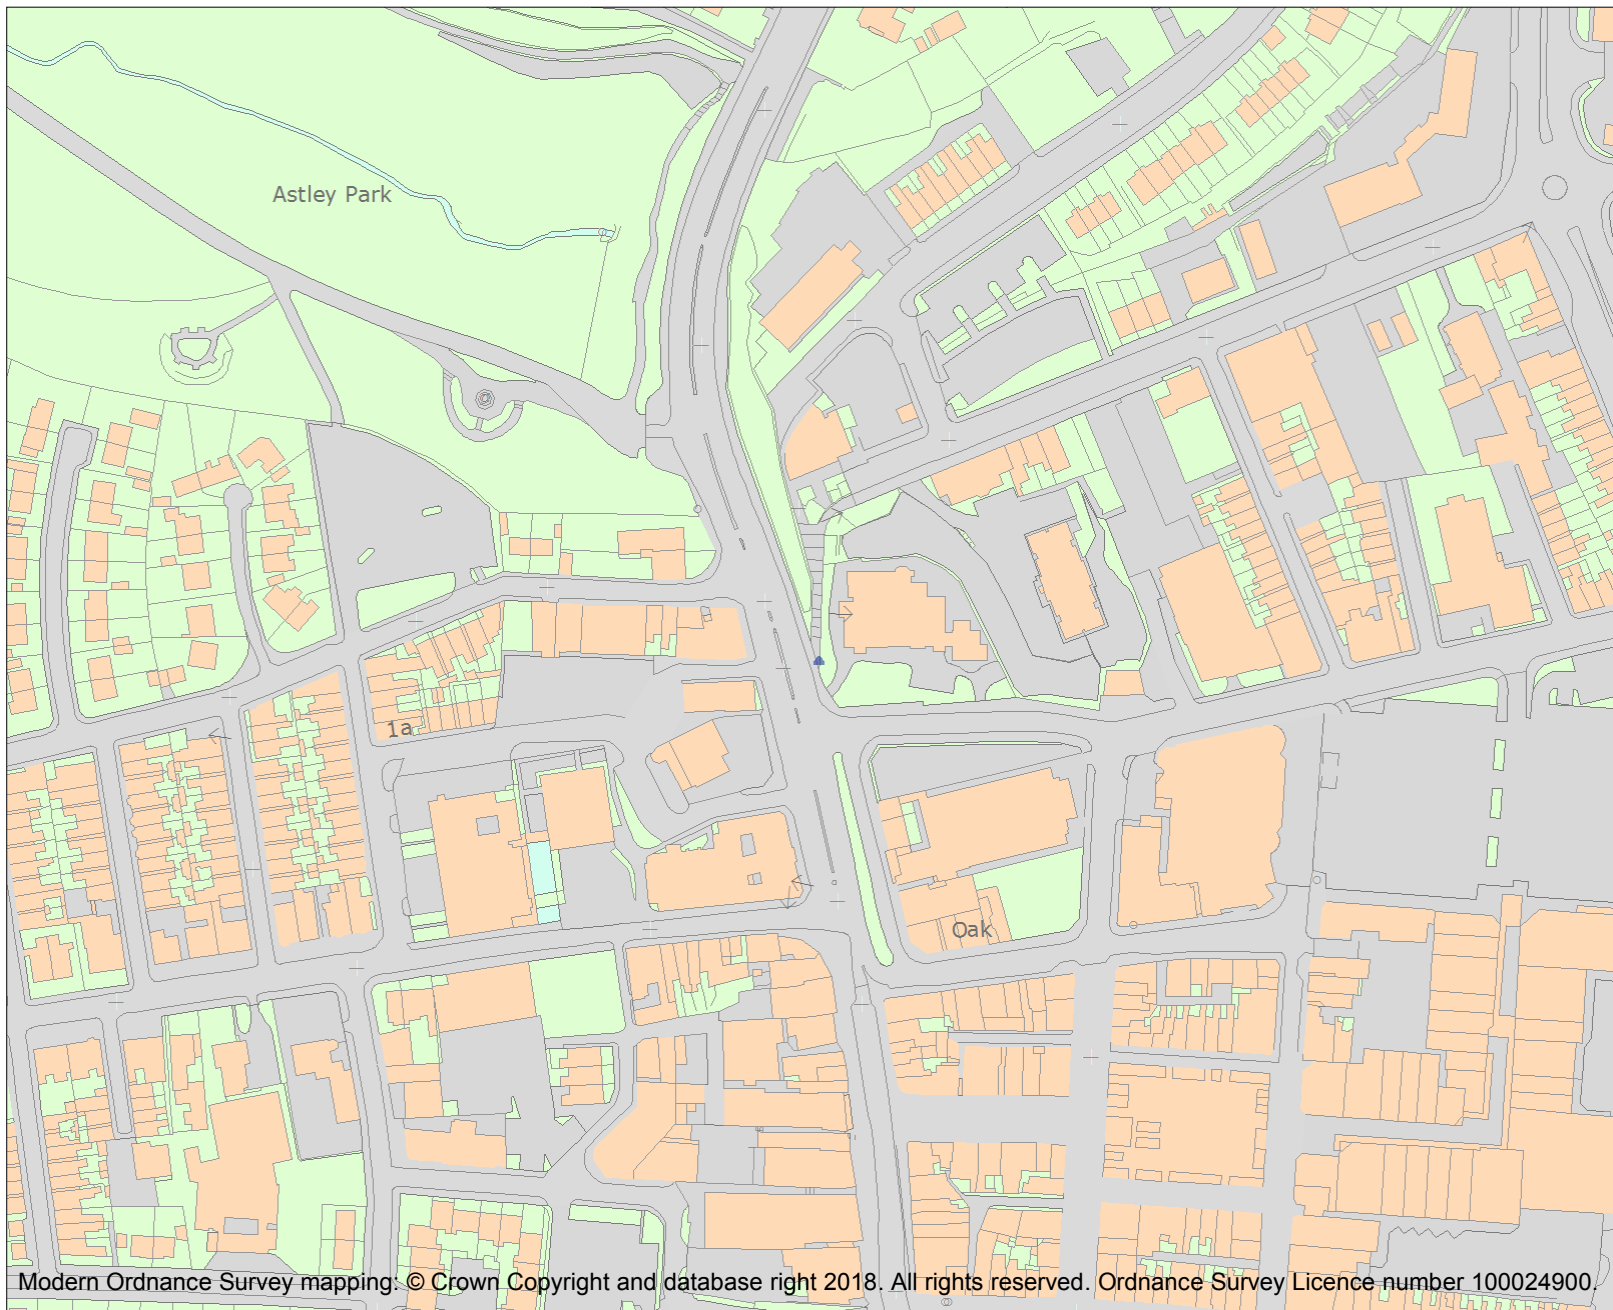 Astley Park
1a
Oak
Modern Ordnance Survey mapping: © Crown Copyright and database right 2018. All rights reserved. Ordnance Survey Licence number 100024900.